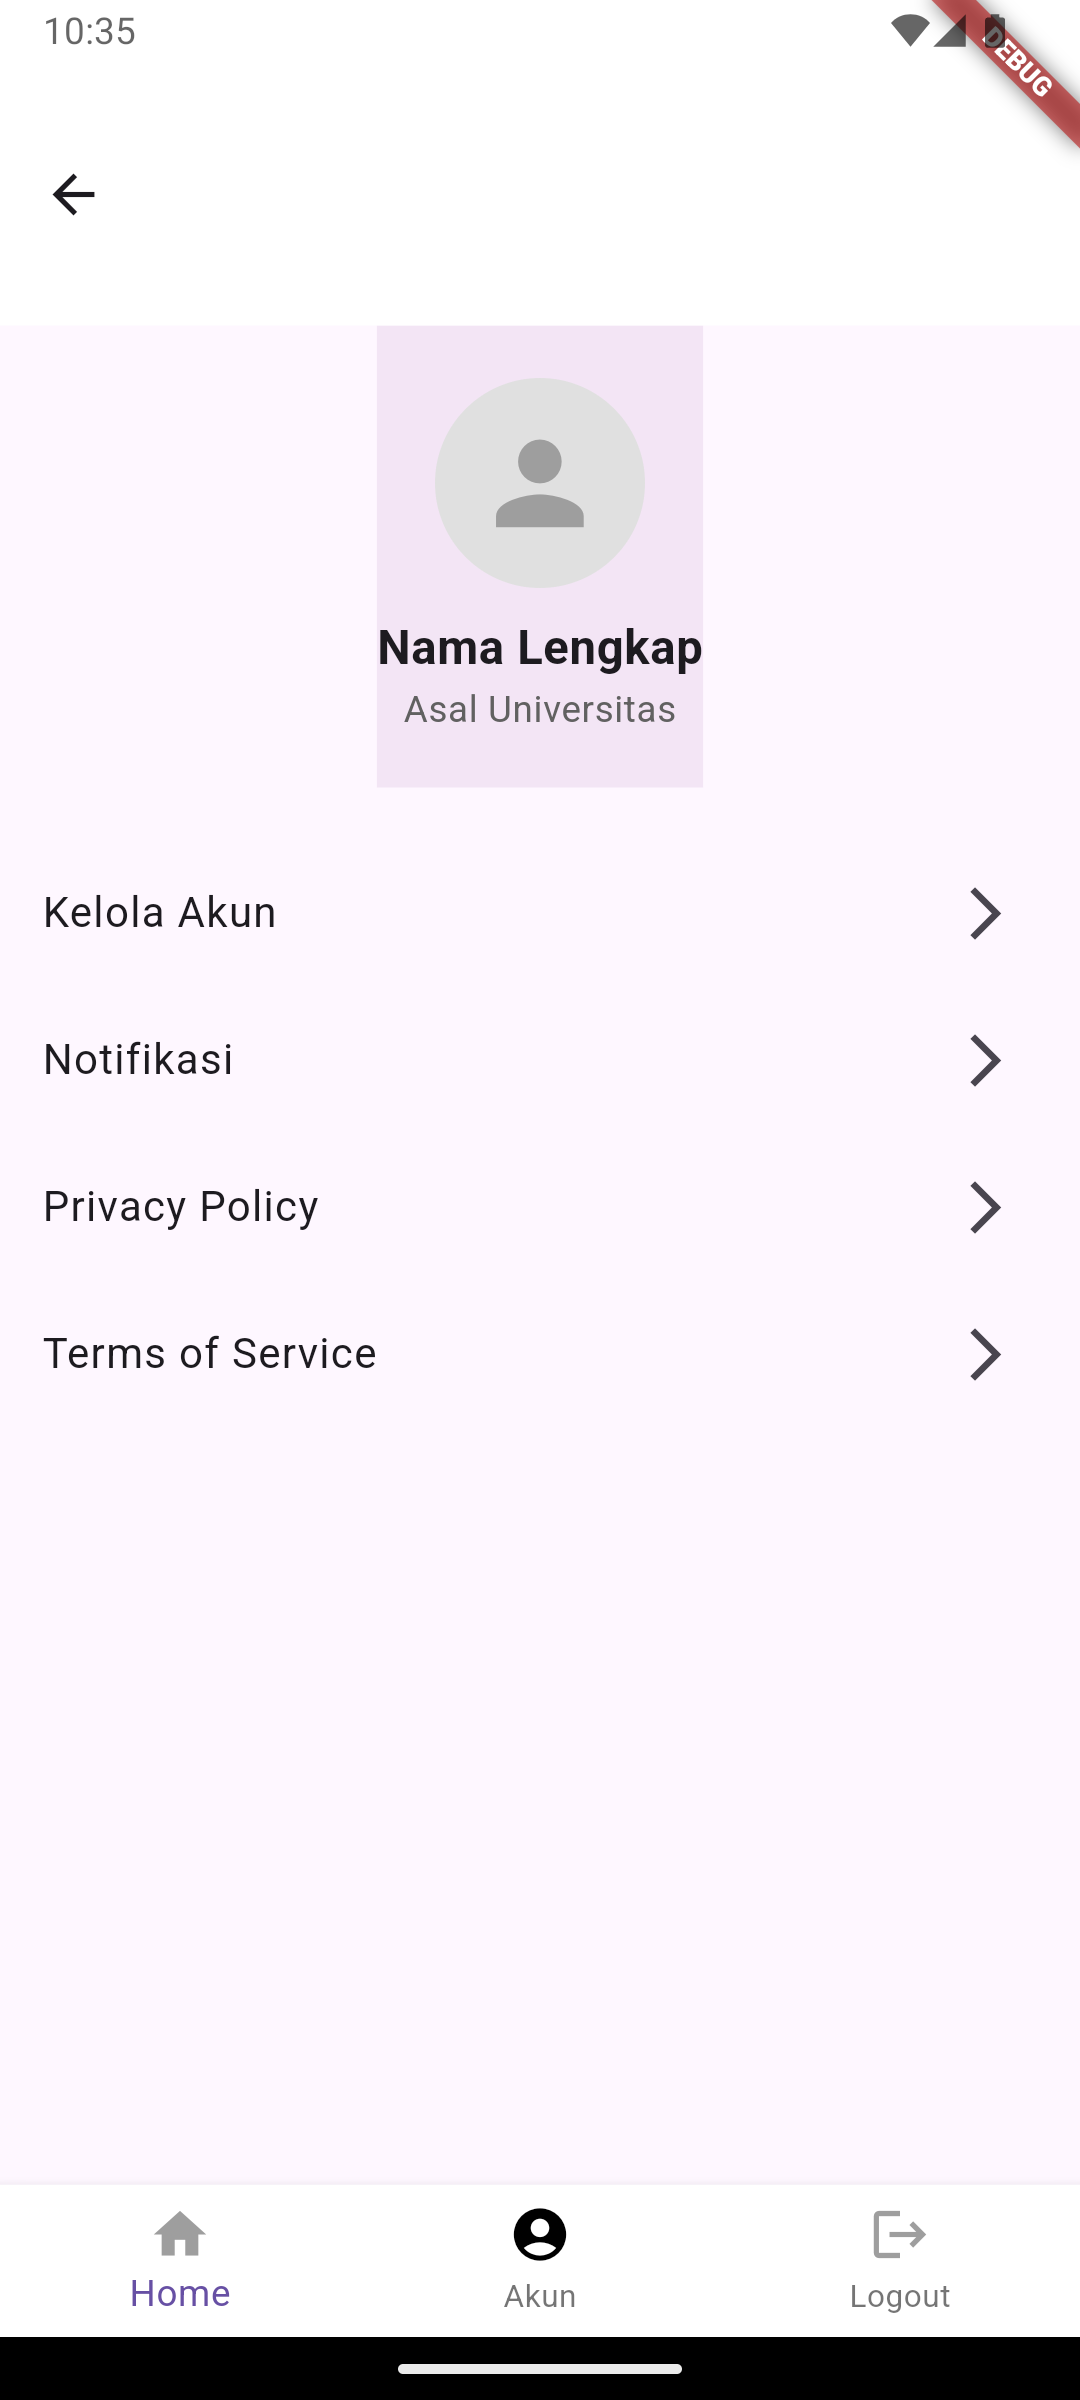 10:35
DEBUG
Nama Lengkap
Asal Universitas
Kelola Akun
Notifikasi
Privacy Policy
Terms of Service
Home
Akun
Logout